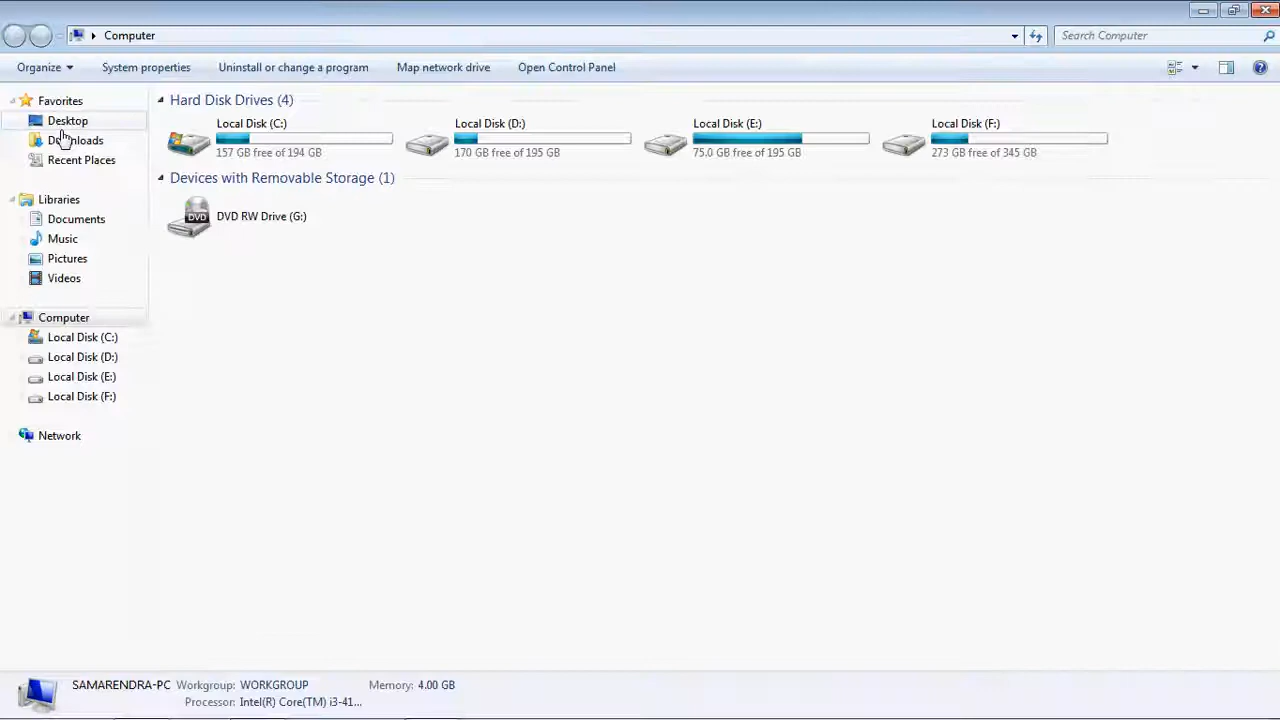 Computer
Search Computer
Organize
System properties
Uninstall or change a program
Map network drive
Open Control Panel
Favorites
Desktop
Downloads
Recent Places
Libraries
Documents
Music
Pictures
Videos
Computer
Local Disk (C:)
Local Disk (D:)
Local Disk (E:)
Local Disk (F:)
Network
Hard Disk Drives (4)
Local Disk (C:)
157 GB free of 194 GB
Local Disk (D:)
170 GB free of 195 GB
Local Disk (E:)
75.0 GB free of 195 GB
Local Disk (F:)
273 GB free of 345 GB
Devices with Removable Storage (1)
DVD
DVD RW Drive (G:)
SAMARENDRA-PC Workgroup: WORKGROUP Memory: 4.00 GB
Processor: Intel(R) Core(TM) i3-41...